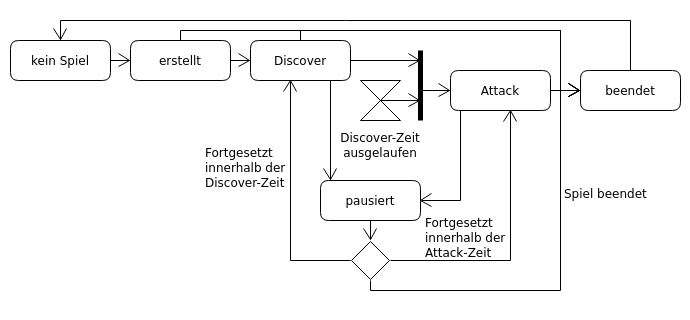 kein Spiel
erstellt
Discover
Attack
beendet
Discover-Zeit
ausgelaufen
Fortgesetzt
innerhalb der
Discover-Zeit
pausiert
Spiel beendet
Fortgesetzt
innerhalb der
Attack-Zeit